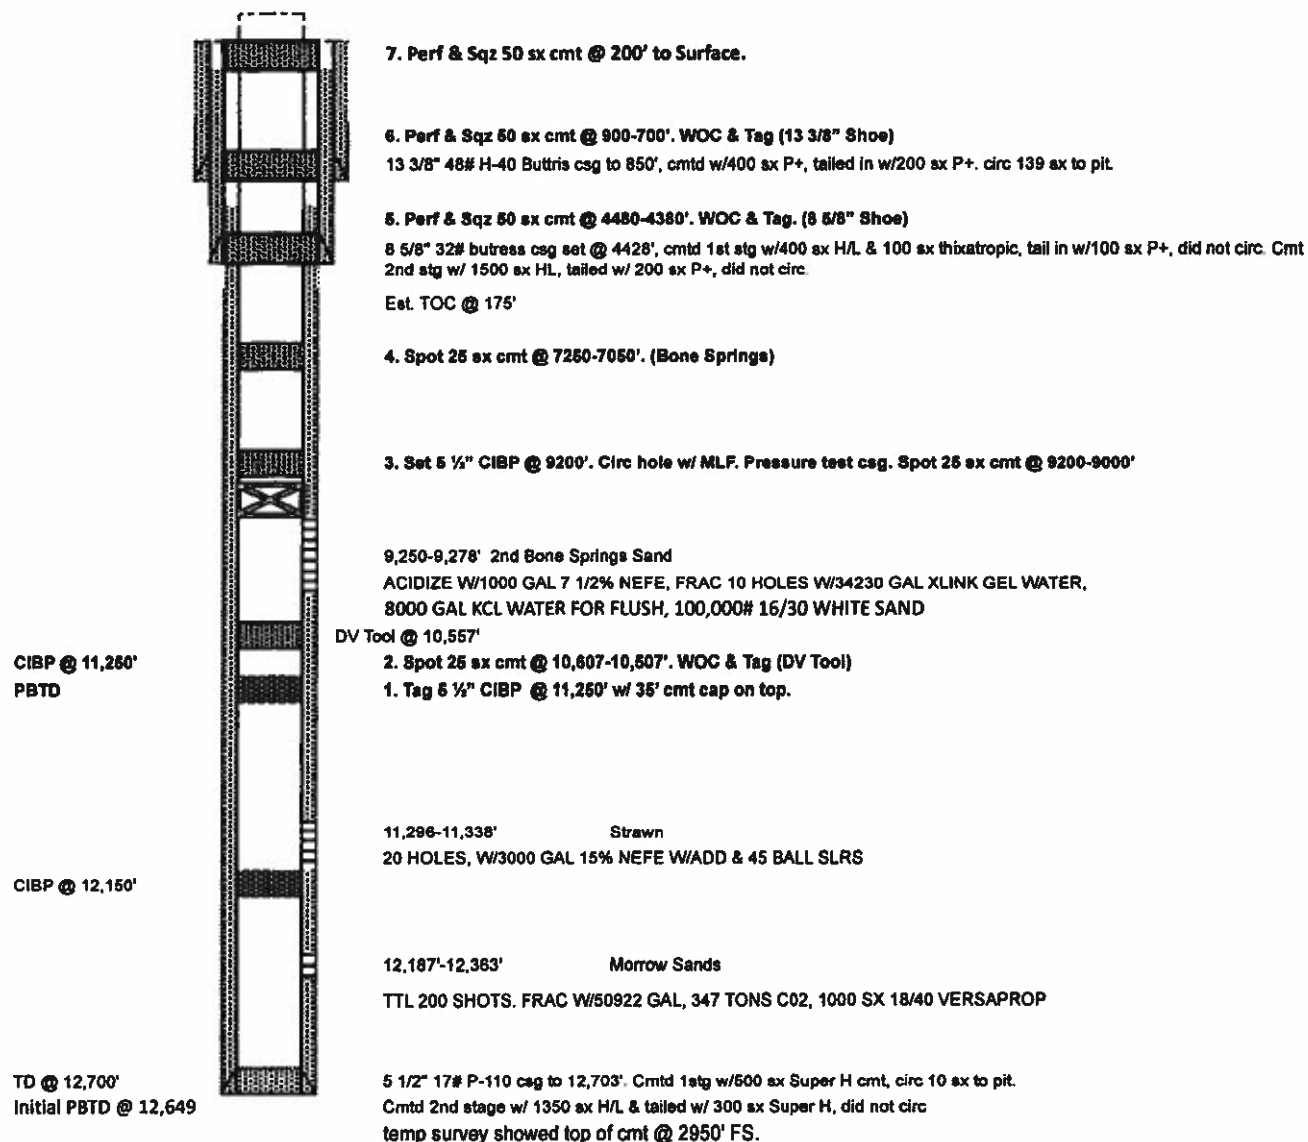 7. Perf & Sqz 50 sx cmt @ 200' to Surface.
6. Perf & Sqz 50 sx cmt @ 900-700'. WOC & Tag (13 3/8" Shoe)
13 3/8" 48# H-40 Buttris csg to 850', cmtd w/400 sx P+, tailed in w/200 sx P+. circ 139 sx to pit.
5. Perf & Sqz 50 sx cmt @ 4480-4380'. WOC & Tag. (8 5/8" Shoe)
8 5/8" 32# butress csg set @ 4428', cmtd 1st stg w/400 sx H/L & 100 sx thixatropic, tail in w/100 sx P+, did not circ. Cmt
2nd stg w/ 1500 sx HL, tailed w/ 200 sx P+, did not circ.
Est. TOC @ 175'
4. Spot 25 sx cmt @ 7250-7050'. (Bone Springs)
3. Set 5 ½" CIBP @ 9200'. Circ hole w/ MLF. Pressure test csg. Spot 25 sx cmt @ 9200-9000'
9,250-9,278' 2nd Bone Springs Sand
ACIDIZE W/1000 GAL 7 1/2% NEFE, FRAC 10 HOLES W/34230 GAL XLINK GEL WATER,
8000 GAL KCL WATER FOR FLUSH, 100,000# 16/30 WHITE SAND
DV Tool @ 10,557'
CIBP @ 11,250'
2. Spot 25 sx cmt @ 10,607-10,507'. WOC & Tag (DV Tool)
PBTD
1. Tag 5 ½" CIBP @ 11,250' w/ 35' cmt cap on top.
11,296-11,338' Strawn
20 HOLES, W/3000 GAL 15% NEFE W/ADD & 45 BALL SLRS
CIBP @ 12,150'
12,187'-12,363' Morrow Sands
TTL 200 SHOTS. FRAC W/50922 GAL, 347 TONS C02, 1000 SX 18/40 VERSAPROP
TD @ 12,700'
5 1/2" 17# P-110 csg to 12,703'. Cmtd 1stg w/500 sx Super H cmt, circ 10 sx to pit.
Initial PBTD @ 12,649
Cmtd 2nd stage w/ 1350 sx H/L & tailed w/ 300 sx Super H, did not circ
temp survey showed top of cmt @ 2950' FS.